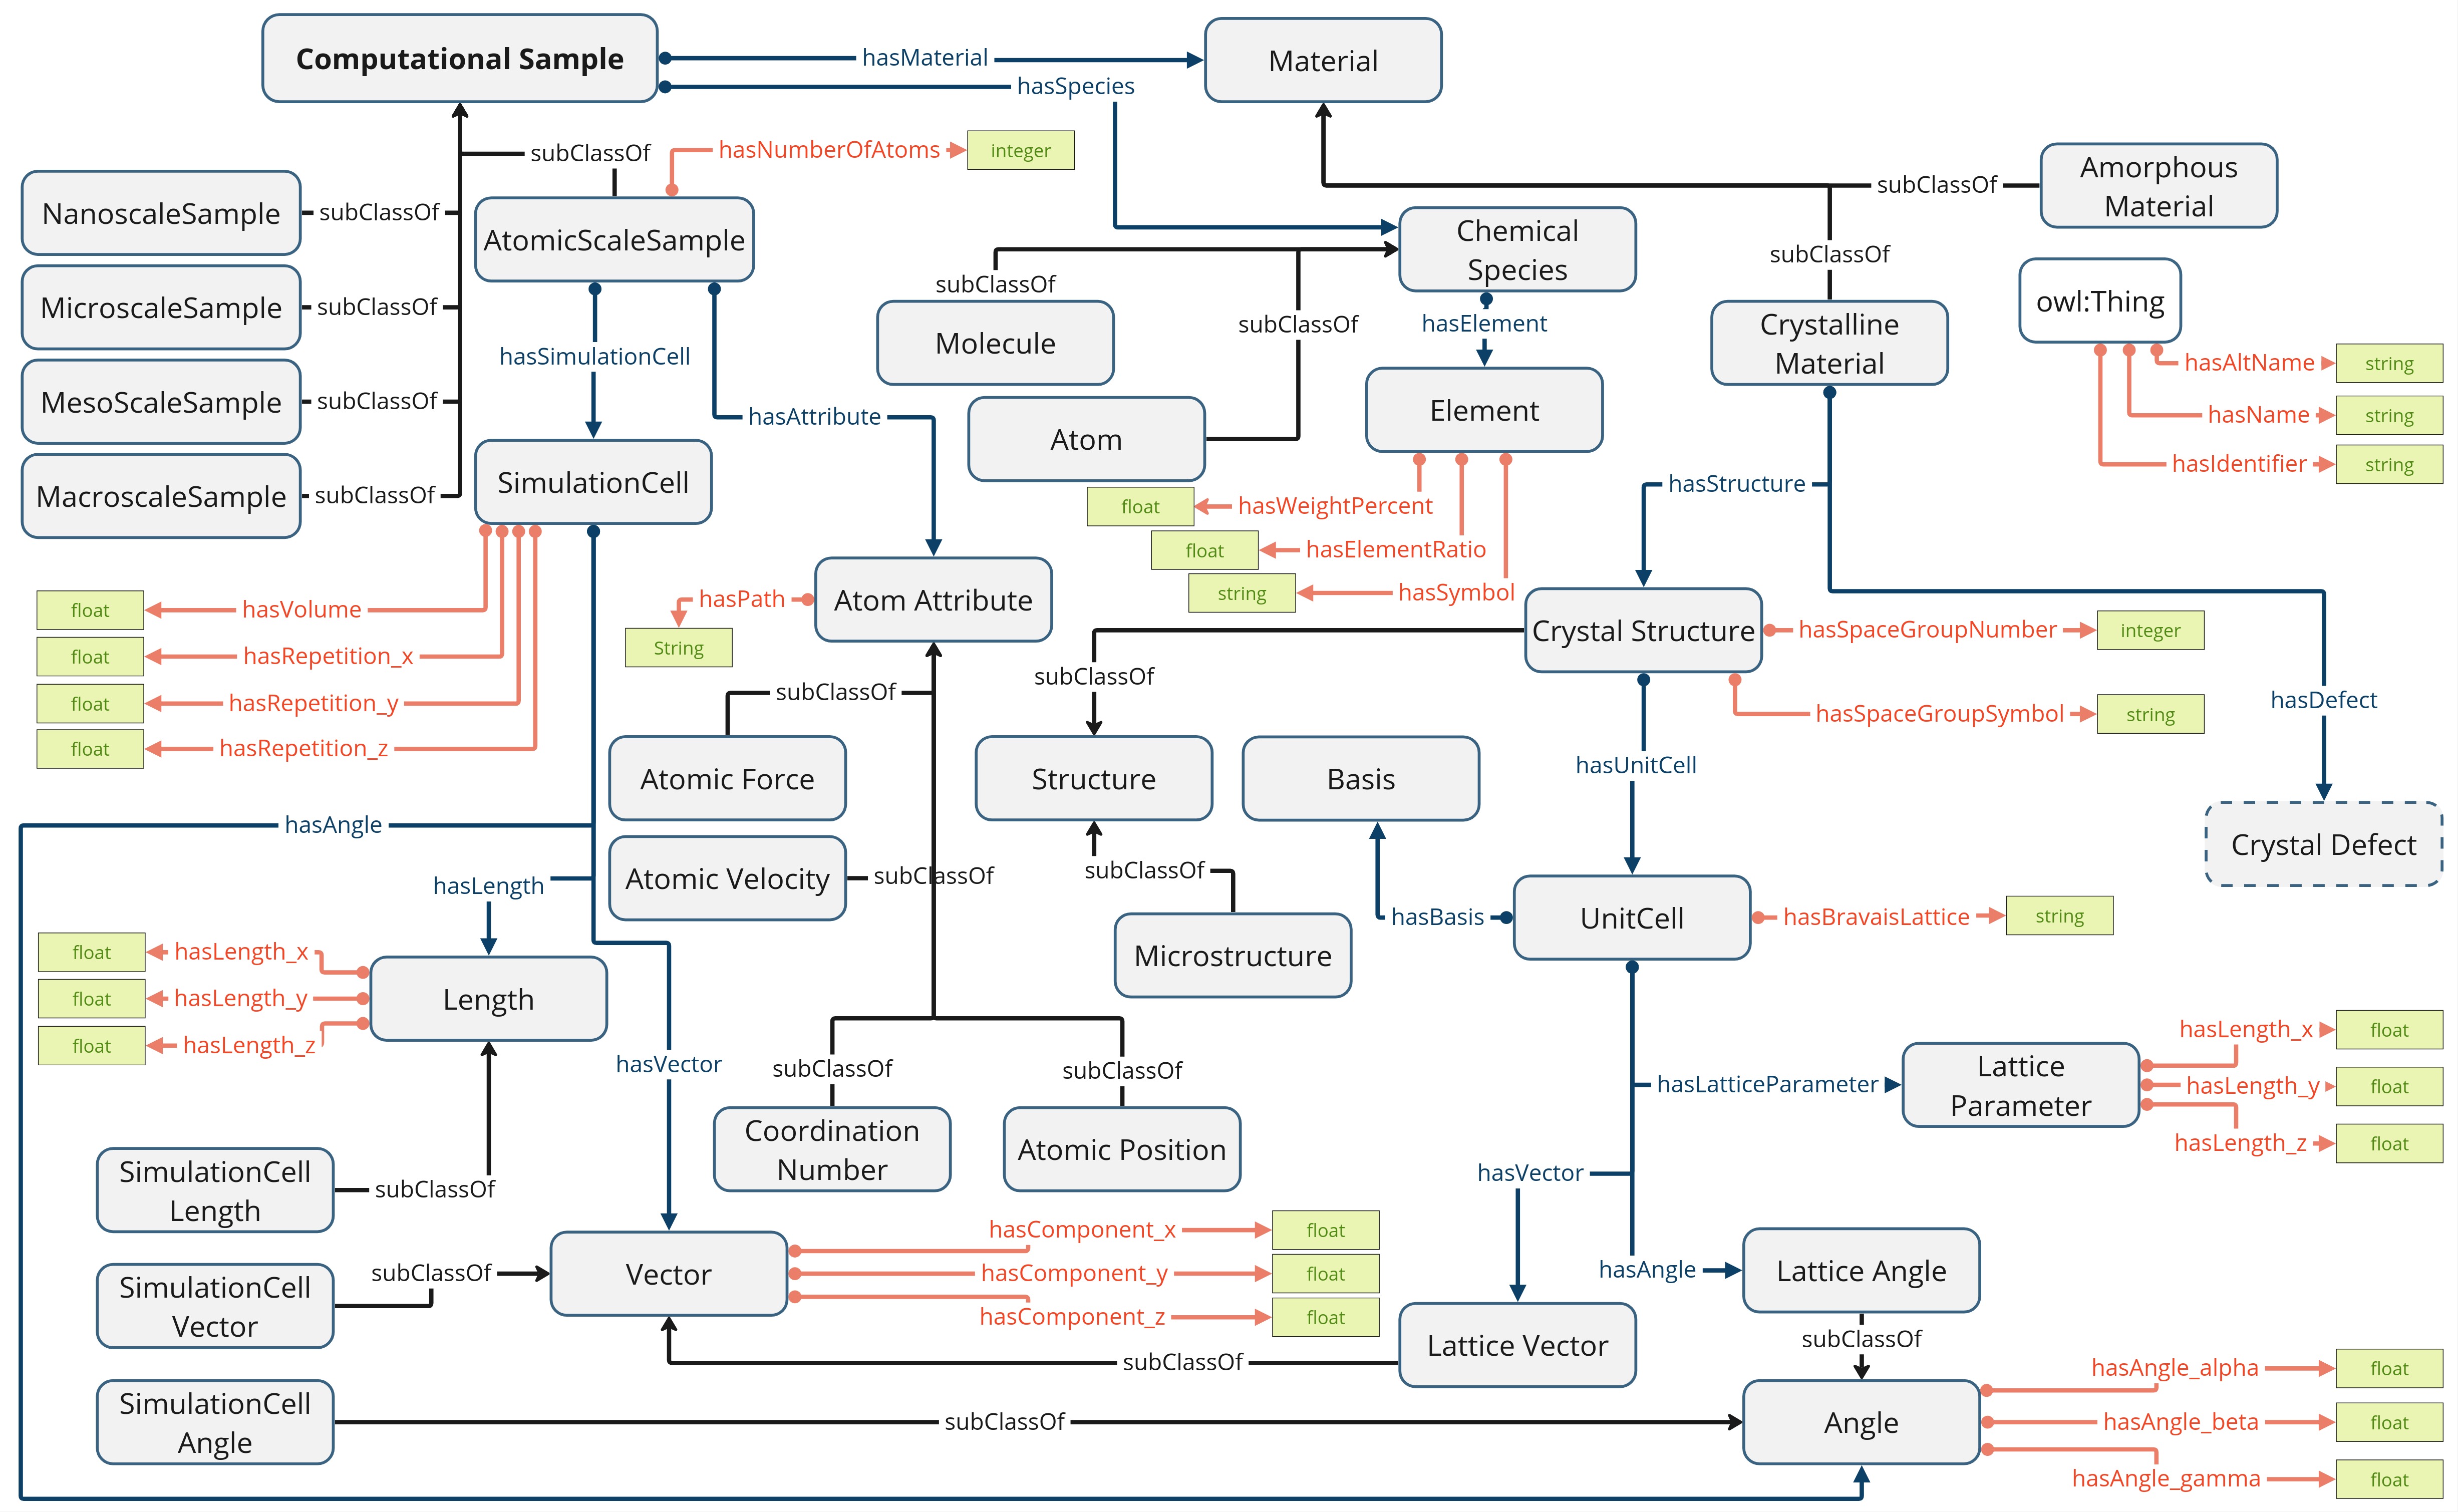 Computational Sample
hasMaterial
Material
hasSpecies
subClassOf
hasNumberOfAtoms
integer
Amorphous
Material
subClassOf
NanoscaleSample
subClassOf
AtomicScaleSample
Chemical
Species
subClassOf
subClassOf
MicroscaleSample
subClassOf
Molecule
subClassOf
hasElement
Crystalline
Material
owl:Thing
hasSimulationCell
hasAltName
string
MesoScaleSample
subClassOf
hasAttribute
Atom
Element
hasName
string
hasIdentifier
string
MacroscaleSample
subClassOf
SimulationCell
hasStructure
float
hasWeightPercent
float
hasElementRatio
string
hasSymbol
float
hasVolume
hasPath
Atom Attribute
String
Crystal Structure
hasSpaceGroupNumber
integer
float
hasRepetition_x
subClassOf
subClassOf
float
hasRepetition_y
hasSpaceGroupSymbol
string
hasDefect
float
hasRepetition_z
Atomic Force
Structure
Basis
hasUnitCell
hasAngle
Crystal Defect
hasLength
Atomic Velocity
subClassOf
subClassOf
hasBasis
UnitCell
hasBravaisLattice
string
float
hasLength_x
Microstructure
float
hasLength_y
Length
float
hasLength_z
hasVector
subClassOf
subClassOf
hasLatticeParameter
Lattice
Parameter
hasLength_x
float
hasLength_y
float
hasLength_z
float
Coordination
Number
Atomic Position
hasVector
SimulationCell
Length
subClassOf
hasComponent_x
float
SimulationCell
Vector
subClassOf
Vector
hasComponent_y
float
hasComponent_z
float
hasAngle
Lattice Angle
subClassOf
Lattice Vector
subClassOf
SimulationCell
Angle
subClassOf
Angle
hasAngle_alpha
float
hasAngle_beta
float
hasAngle_gamma
float